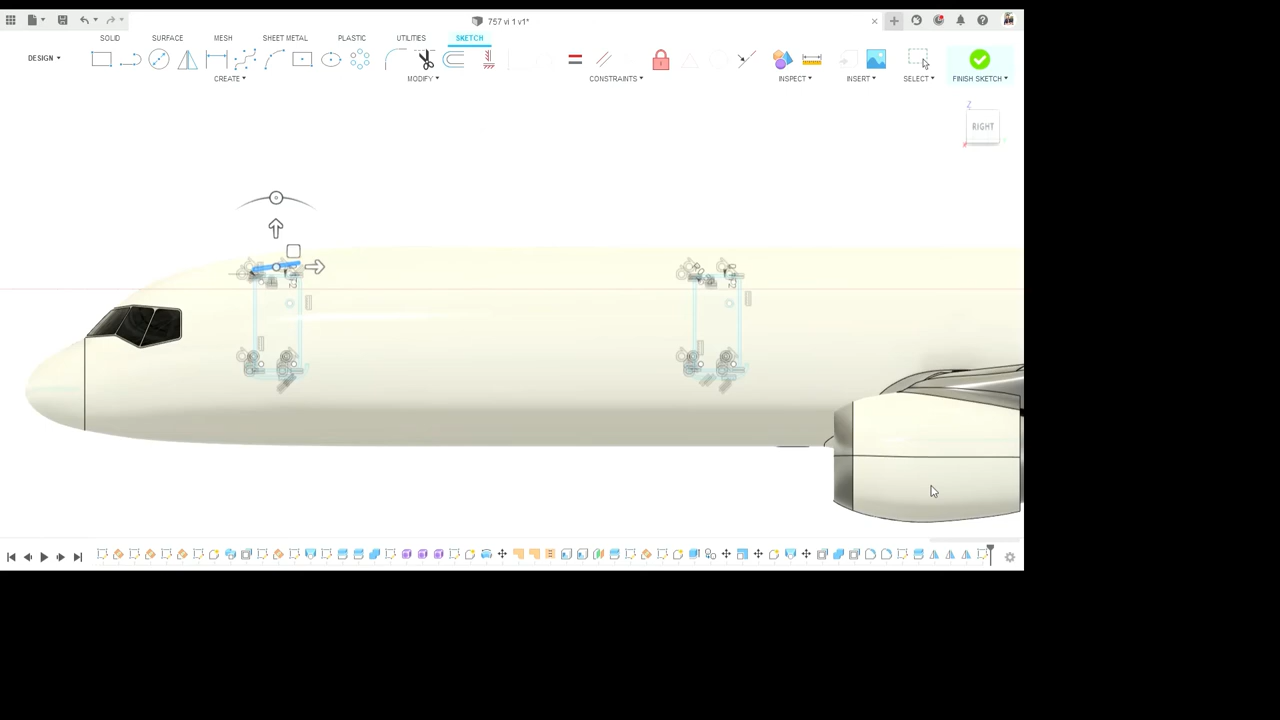 757 vi 1 v1*
SOLID SURFACE MESH SHEET METAL PLASTIC UTILITIES SKETCH
DESIGN
CREATE MODIFY CONSTRAINTS INSPECT INSERT SELECT FINISH SKETCH
Z
RIGHT